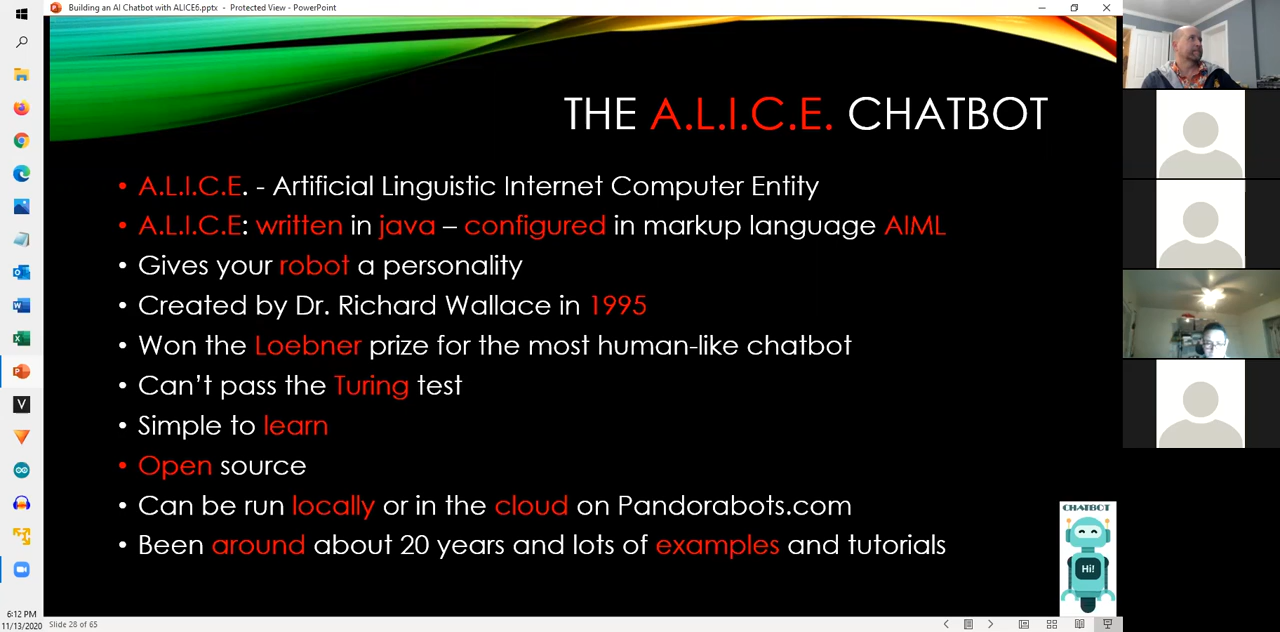 Building an AI Chatbot with ALICE6.pptx - Protected View - PowerPoint
THE A.L.I.C.E. CHATBOT
• A.L.I.C.E. - Artificial Linguistic Internet Computer Entity
• A.L.I.C.E: written in java – configured in markup language AIML
• Gives your robot a personality
• Created by Dr. Richard Wallace in 1995
• Won the Loebner prize for the most human-like chatbot
• Can't pass the Turing test
• Simple to learn
• Open source
• Can be run locally or in the cloud on Pandorabots.com
• Been around about 20 years and lots of examples and tutorials
CHATBOT
Hi!
6:12 PM
11/13/2020
Slide 28 of 65